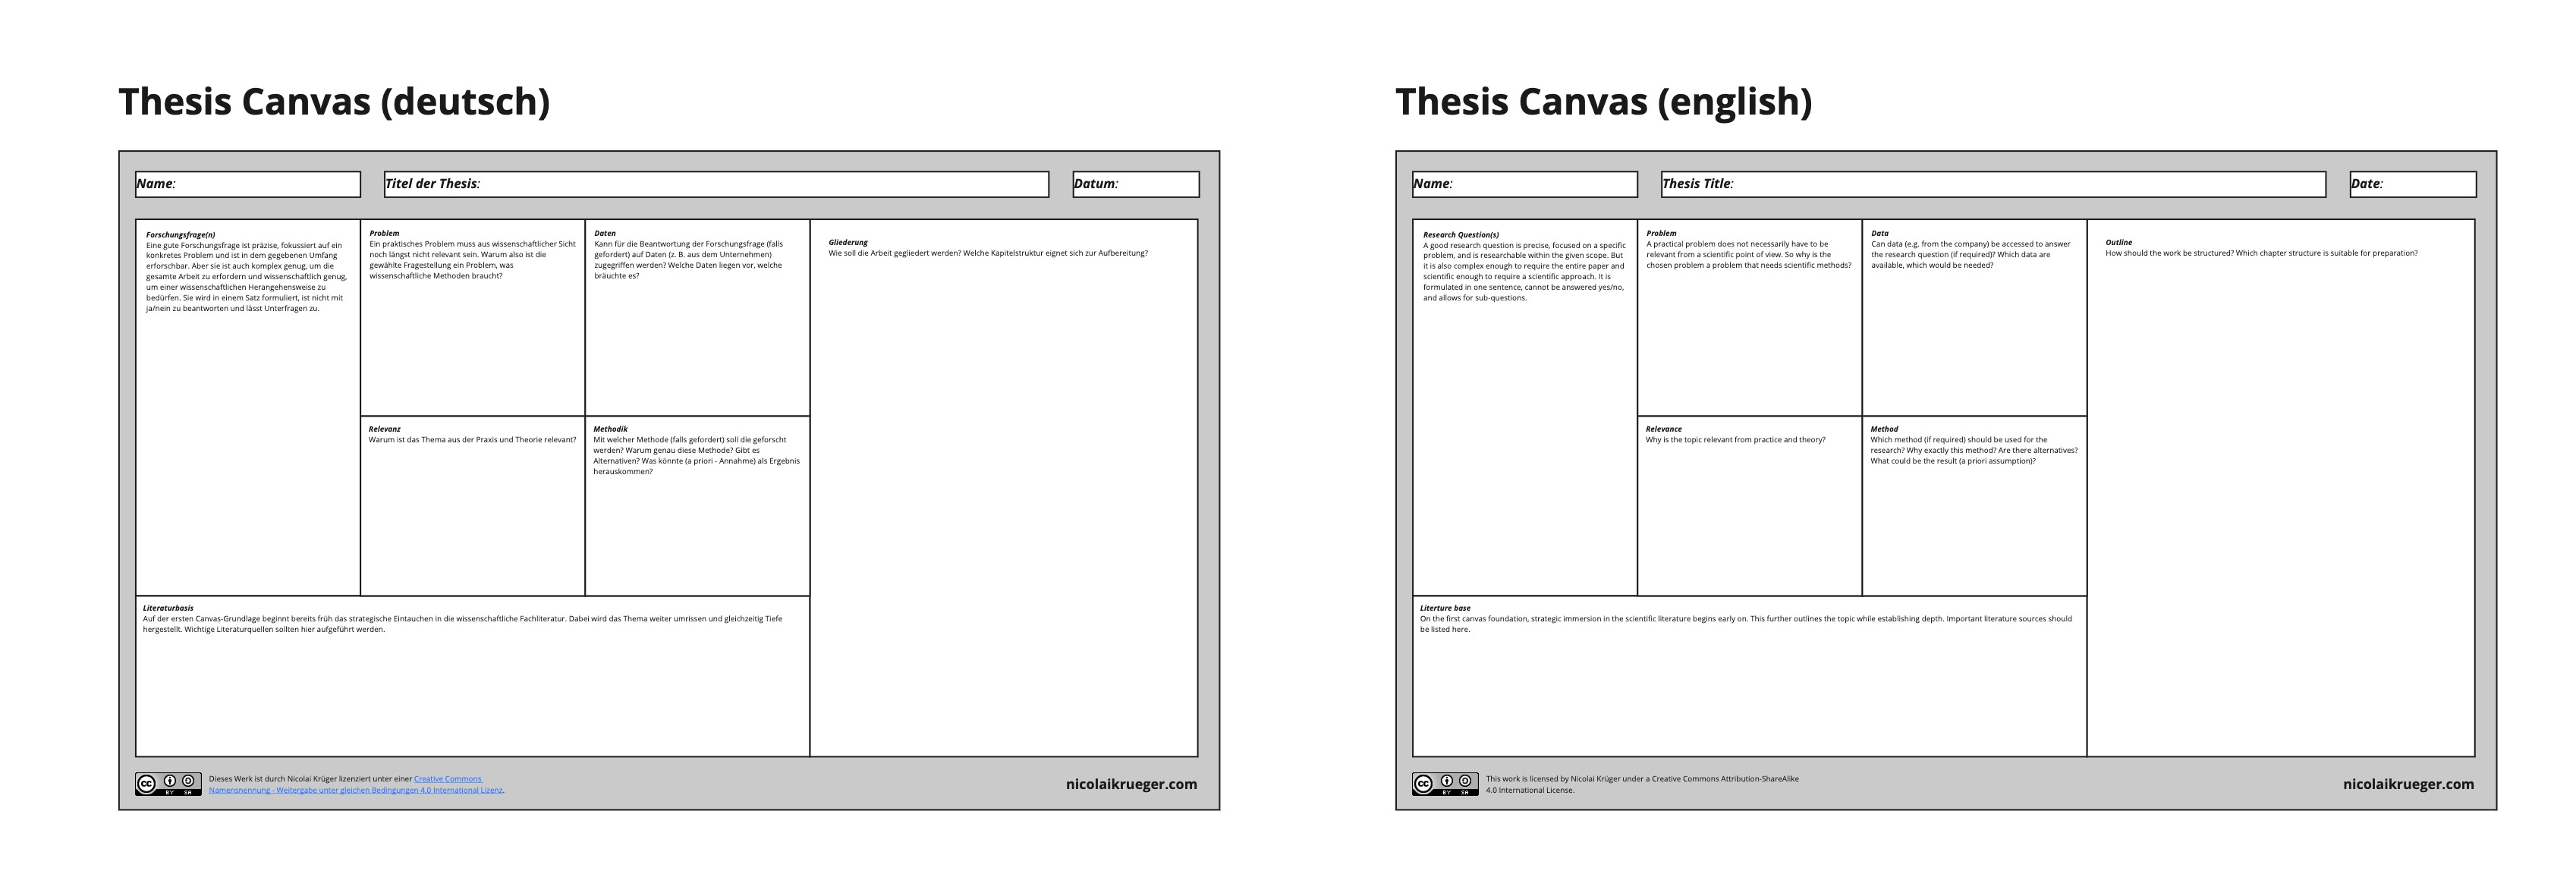 Thesis Canvas (deutsch)
Name:
Titel der Thesis:
Datum:
Forschungsfrage(n)
Eine gute Forschungsfrage ist präzise, fokussiert auf ein
konkretes Problem und ist in dem gegebenen Umfang
erforschbar. Aber sie ist auch komplex genug, um die
gesamte Arbeit zu erfordern und wissenschaftlich genug,
um einer wissenschaftlichen Herangehensweise zu
bedürfen. Sie wird in einem Satz formuliert, ist nicht mit
ja/nein zu beantworten und lässt Unterfragen zu.
Problem
Ein praktisches Problem muss aus wissenschaftlicher Sicht
noch längst nicht relevant sein. Warum also ist die
gewählte Fragestellung ein Problem, was
wissenschaftliche Methoden braucht?
Daten
Kann für die Beantwortung der Forschungsfrage (falls
gefordert) auf Daten (z. B. aus dem Unternehmen)
zugegriffen werden? Welche Daten liegen vor, welche
bräuchte es?
Gliederung
Wie soll die Arbeit gegliedert werden? Welche Kapitelstruktur eignet sich zur Aufbereitung?
Relevanz
Warum ist das Thema aus der Praxis und Theorie relevant?
Methodik
Mit welcher Methode (falls gefordert) soll die geforscht
werden? Warum genau diese Methode? Gibt es
Alternativen? Was könnte (a priori - Annahme) als Ergebnis
herauskommen?
Literaturbasis
Auf der ersten Canvas-Grundlage beginnt bereits früh das strategische Eintauchen in die wissenschaftliche Fachliteratur. Dabei wird das Thema weiter umrissen und gleichzeitig Tiefe
hergestellt. Wichtige Literaturquellen sollten hier aufgeführt werden.
cc BY SA
Dieses Werk ist durch Nicolai Krüger lizenziert unter einer Creative Commons
Namensnennung - Weitergabe unter gleichen Bedingungen 4.0 International Lizenz.
nicolaikrueger.com
Thesis Canvas (english)
Name:
Thesis Title:
Date:
Research Question(s)
A good research question is precise, focused on a specific
problem, and is researchable within the given scope. But
it is also complex enough to require the entire paper and
scientific enough to require a scientific approach. It is
formulated in one sentence, cannot be answered yes/no,
and allows for sub-questions.
Problem
A practical problem does not necessarily have to be
relevant from a scientific point of view. So why is the
chosen problem a problem that needs scientific methods?
Data
Can data (e.g. from the company) be accessed to answer
the research question (if required)? Which data are
available, which would be needed?
Outline
How should the work be structured? Which chapter structure is suitable for preparation?
Relevance
Why is the topic relevant from practice and theory?
Method
Which method (if required) should be used for the
research? Why exactly this method? Are there alternatives?
What could be the result (a priori assumption)?
Literture base
On the first canvas foundation, strategic immersion in the scientific literature begins early on. This further outlines the topic while establishing depth. Important literature sources should
be listed here.
cc BY SA
This work is licensed by Nicolai Krüger under a Creative Commons Attribution-ShareAlike
4.0 International License.
nicolaikrueger.com